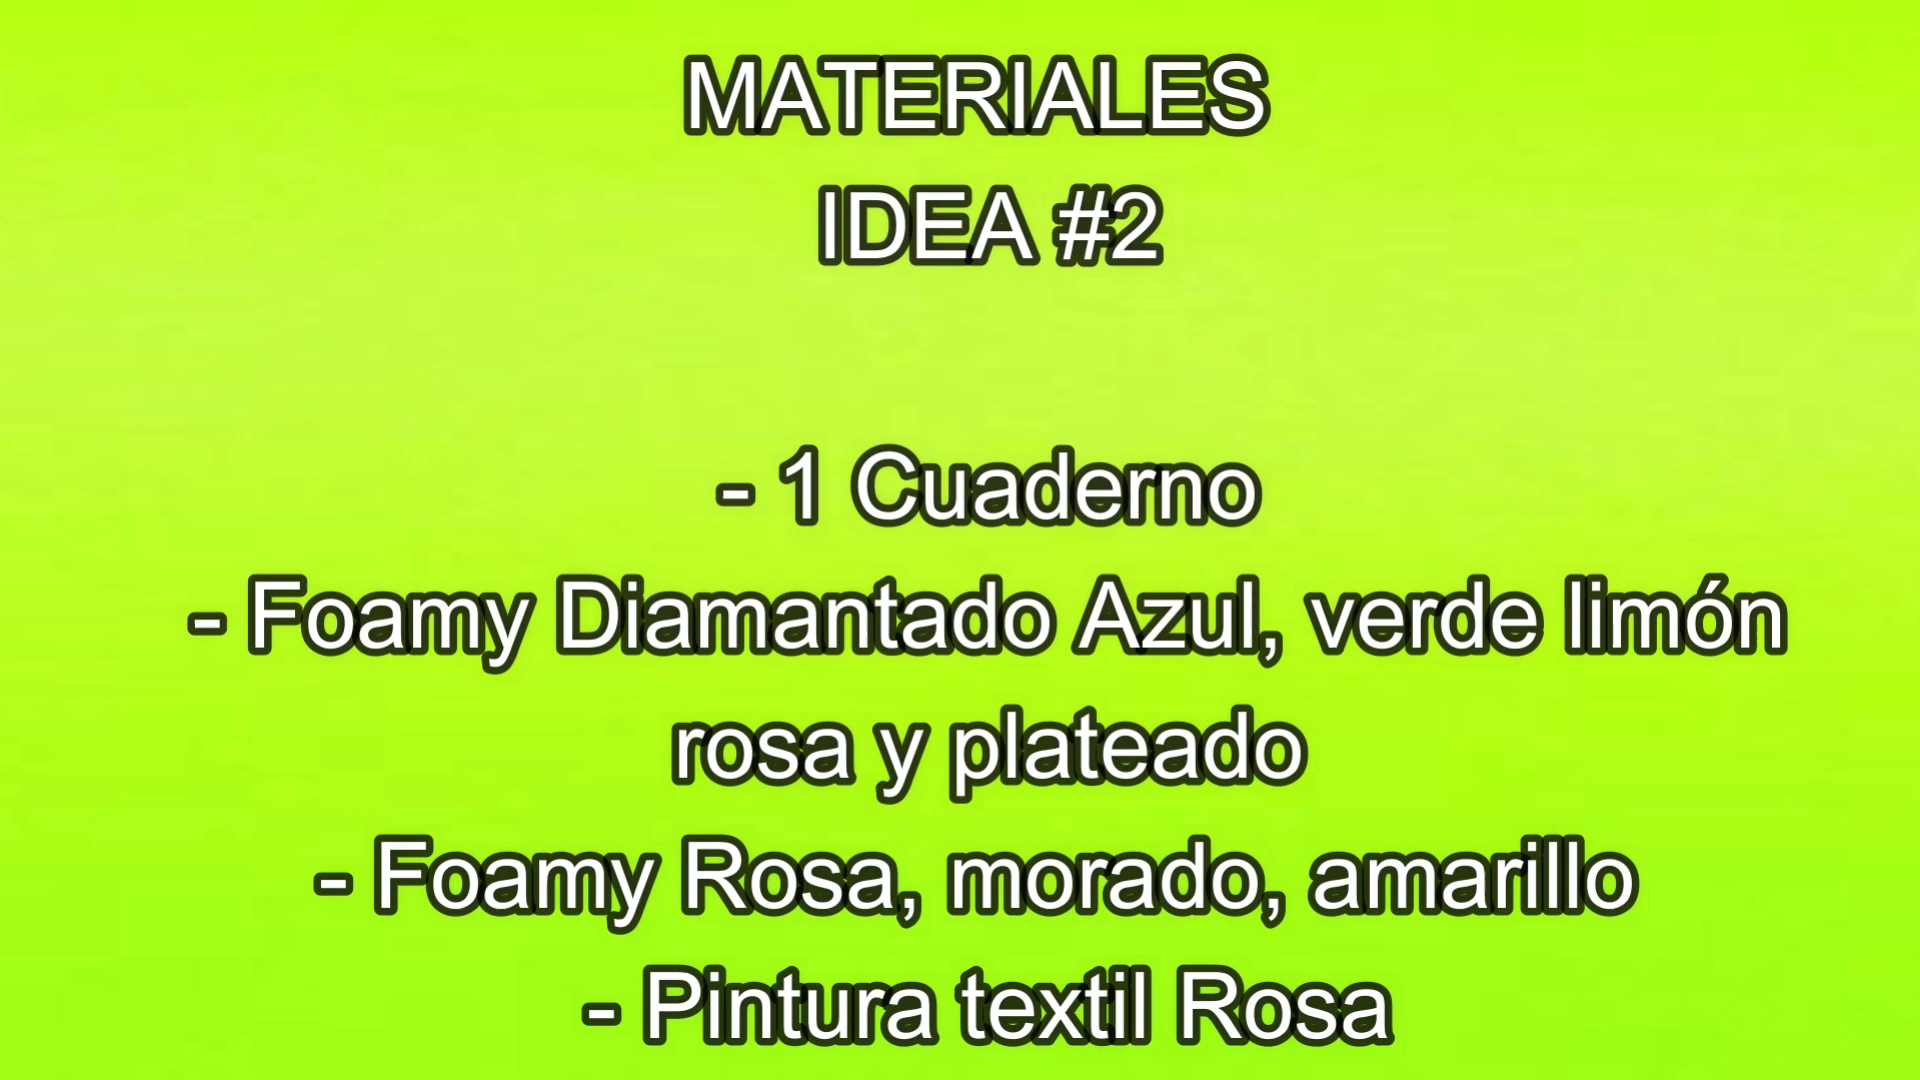 MATERIALES
IDEA #2
- 1 Cuaderno
- Foamy Diamantado Azul, verde limón
rosa y plateado
- Foamy Rosa, morado, amarillo
- Pintura textil Rosa